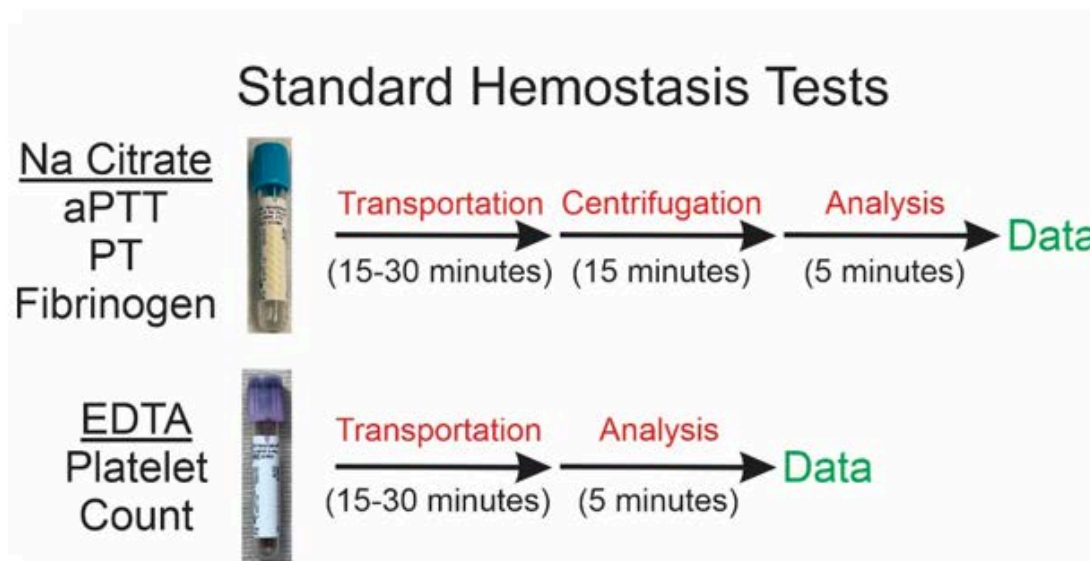 Standard Hemostasis Tests
Na Citrate
aPTT
PT
Fibrinogen
Transportation
(15-30 minutes)
Centrifugation
(15 minutes)
Analysis
(5 minutes)
Data
EDTA
Platelet
Count
Transportation
(15-30 minutes)
Analysis
(5 minutes)
Data